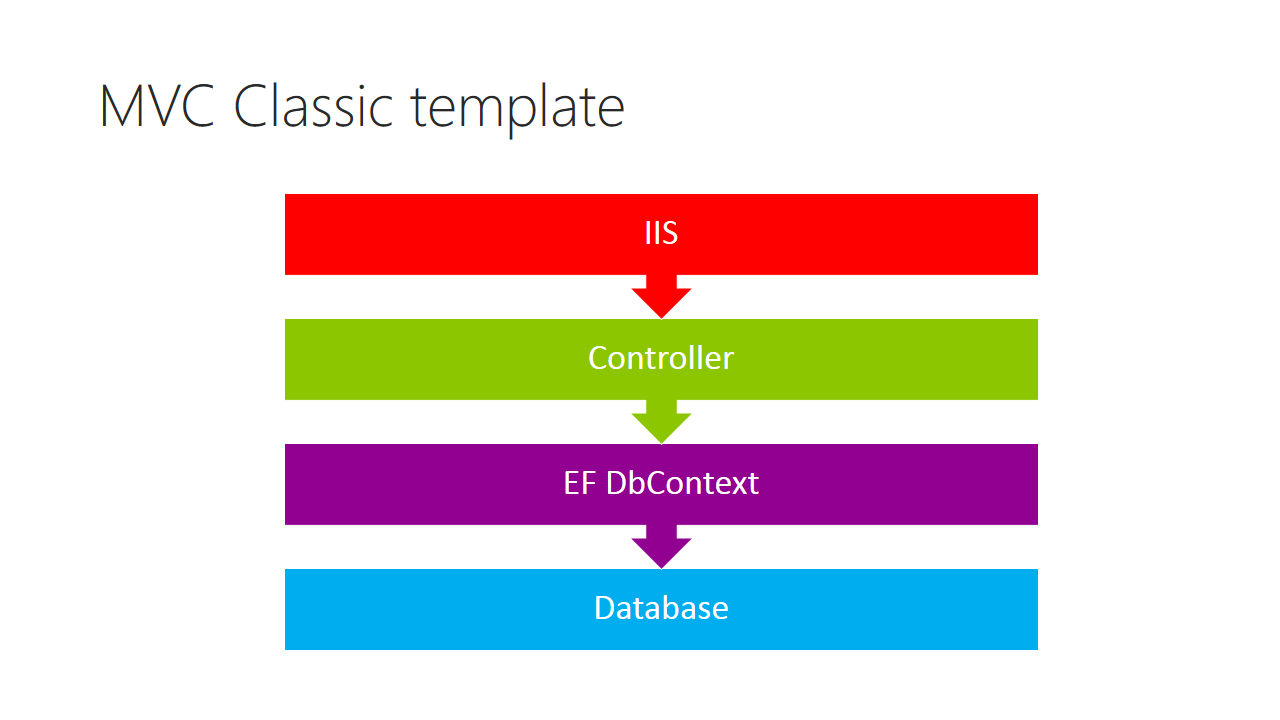 MVC Classic template
IIS
Controller
EF DbContext
Database